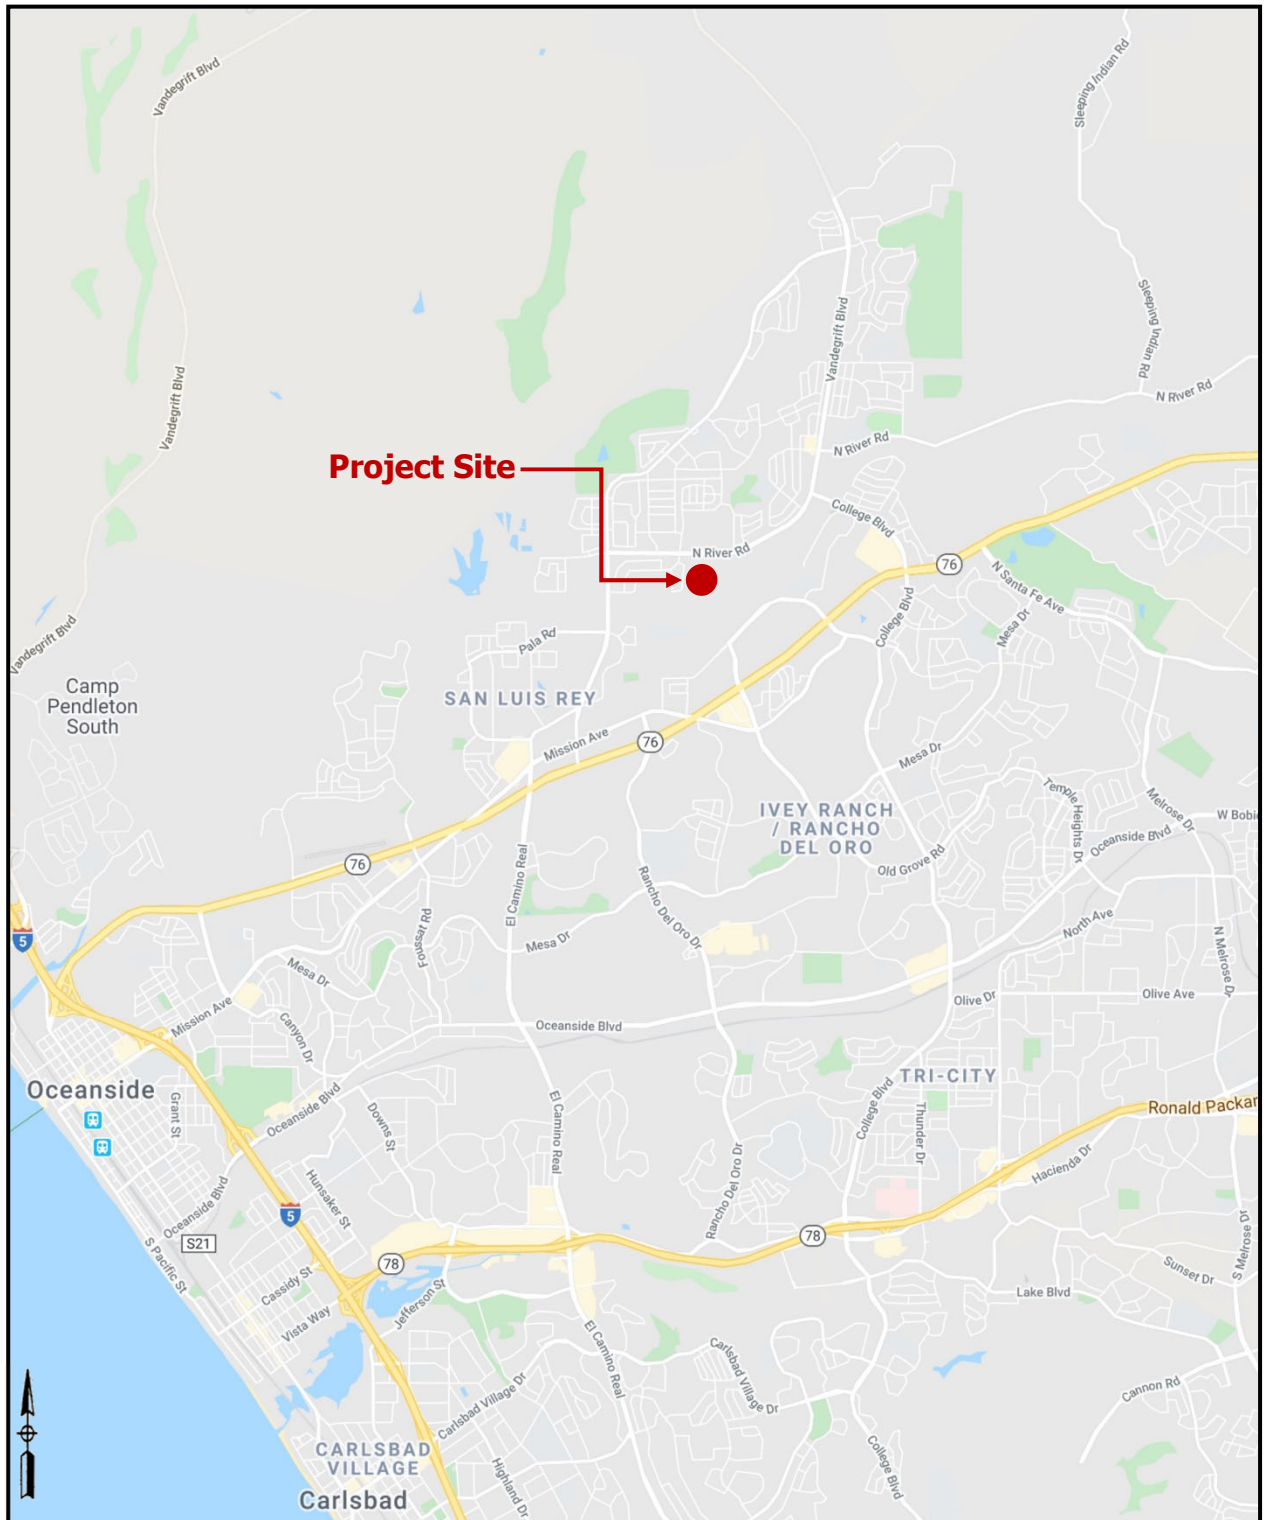 Vandegrift Blvd
Sleeping Indian Rd
Sleeping Indian Rd
Vandegrift Blvd
Vandegrift Blvd
N River Rd
N River Rd
Project Site
College Blvd
N River Rd
76
N Santa Fe Ave
College Blvd
Mesa Dr
Vandegrift Blvd
Pala Rd
Camp
Pendleton
South
SAN LUIS REY
Mission Ave
76
Mesa Dr
IVEY RANCH
/ RANCHO
DEL ORO
Temple Heights Dr
Melrose Dr
W Bobi
Oceanside Blvd
76
El Camino Real
Old Grove Rd
Rancho Del Oro Dr
Foussat Rd
North Ave
5
Mesa Dr
Mesa Dr
N Melrose Dr
Mission Ave
Canyon Dr
Oceanside Blvd
Olive Dr
Olive Ave
Oceanside
Grant St
Oceanside Blvd
Downs St
El Camino Real
College Blvd
TRI-CITY
Thunder Dr
Ronald Packar
Hacienda Dr
Rancho Del Oro Dr
Hunsaker St
Oceanside Blvd
5
S21
S Pacific St
78
78
S Melrose Dr
Sunset Dr
Cassidy St
Jefferson St
Vista Way
Lake Blvd
El Camino Real
Carlsbad Village Dr
Carlsbad Village Dr
Cannon Rd
CARLSBAD
VILLAGE
College Blvd
Highland Dr
Carlsbad